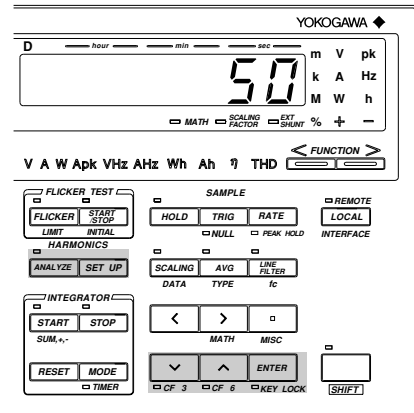 YOKOGAWA
D hour min sec
50
m V pk
k A Hz
M W h
MATH SCALING FACTOR EXT SHUNT % + −
< FUNCTION >
V A W Apk VHz AHz Wh Ah η THD
FLICKER TEST SAMPLE
REMOTE
FLICKER START /STOP HOLD TRIG RATE LOCAL
LIMIT INITIAL NULL PEAK HOLD INTERFACE
HARMONICS
ANALYZE SET UP SCALING AVG LINE FILTER
DATA TYPE fc
INTEGRATOR
START STOP < >
SUM,+,- MATH MISC
RESET MODE ENTER
TIMER CF 3 CF 6 KEY LOCK SHIFT